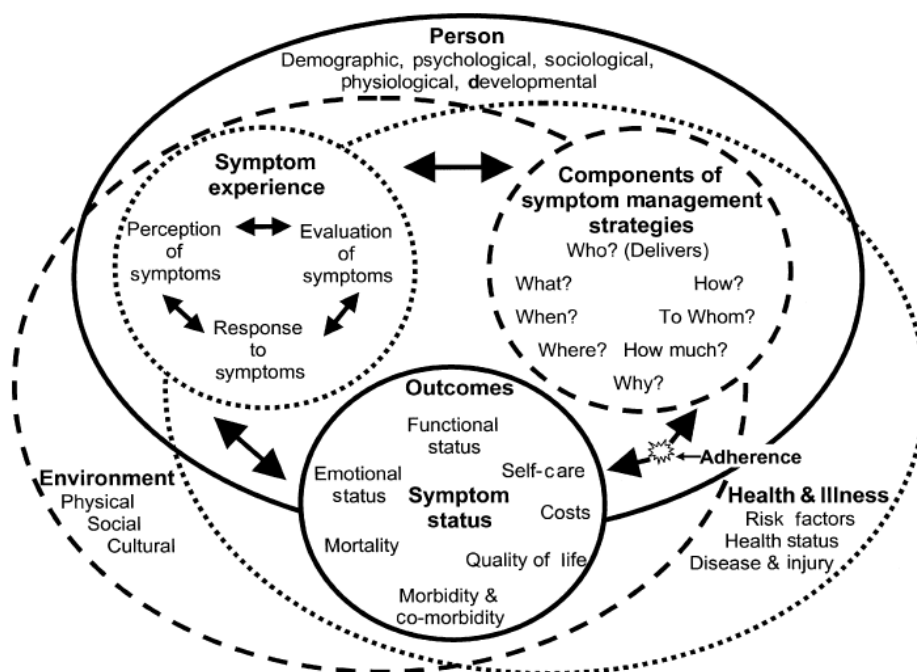 Person
Demographic, psychological, sociological,
physiological, developmental
Symptom
experience
Perception
of
symptoms
Evaluation
of
symptoms
Response
to
symptoms
Components of
symptom management
strategies
Who? (Delivers)
What?
How?
When?
To Whom?
Where?
How much?
Why?
Outcomes
Functional
status
Emotional
status
Self-care
Symptom
status
Costs
Mortality
Quality of life
Morbidity &
co-morbidity
Adherence
Environment
Physical
Social
Cultural
Health & Illness
Risk factors
Health status
Disease & injury